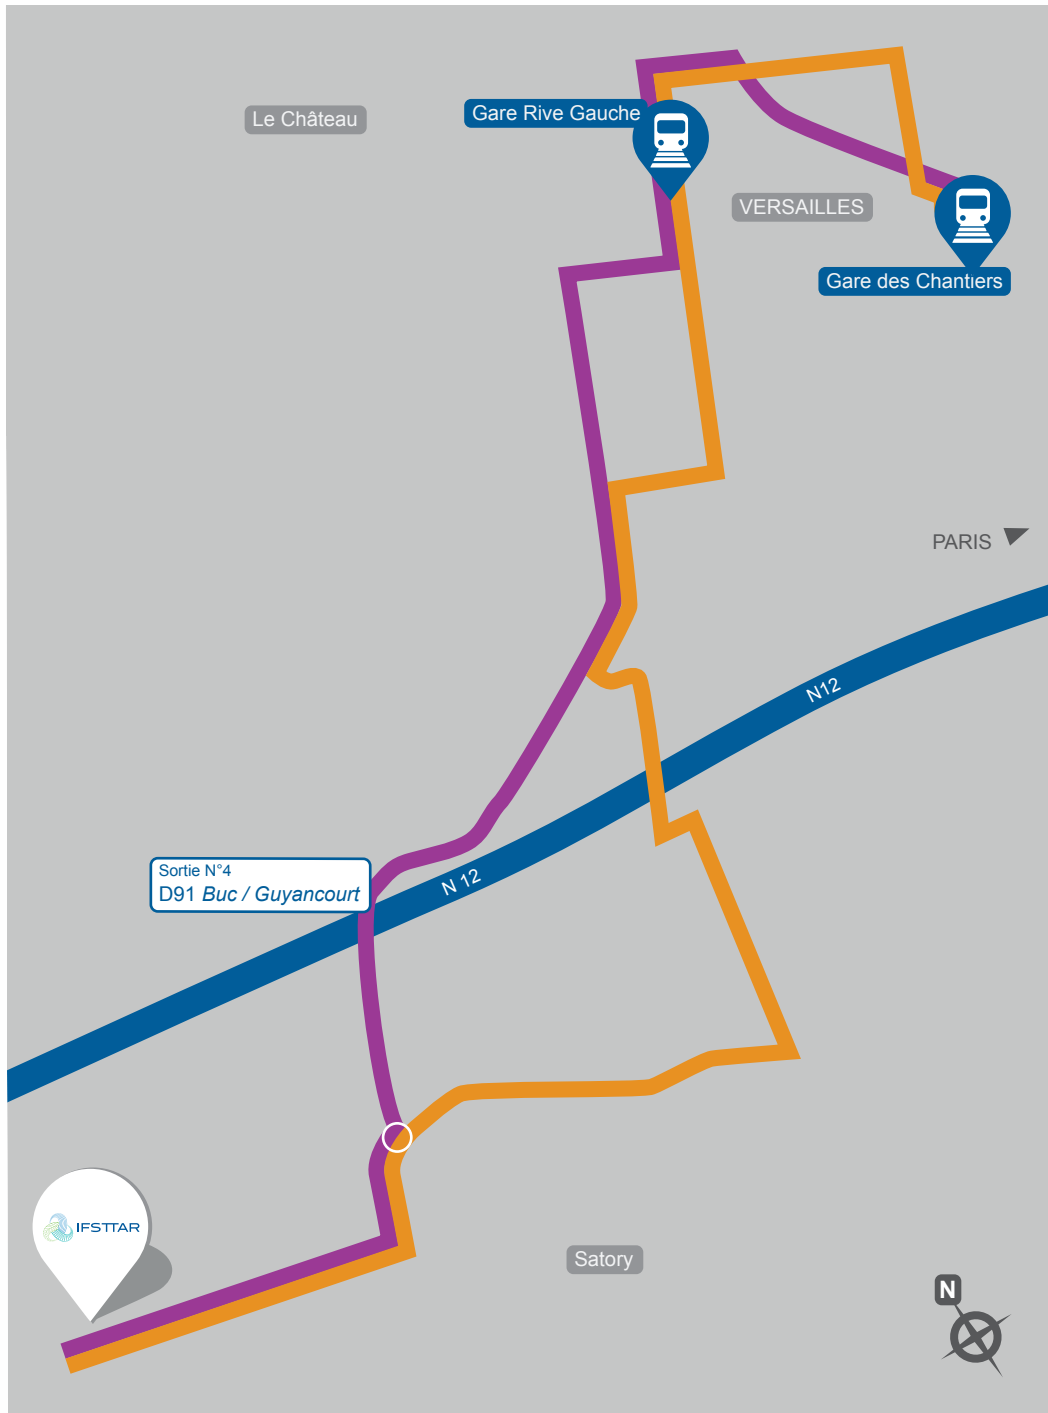 Gare Rive Gauche
Le Château
VERSAILLES
Gare des Chantiers
PARIS
N12
Sortie N°4
D91 Buc / Guyancourt
N 12
IFSTTAR
Satory
N